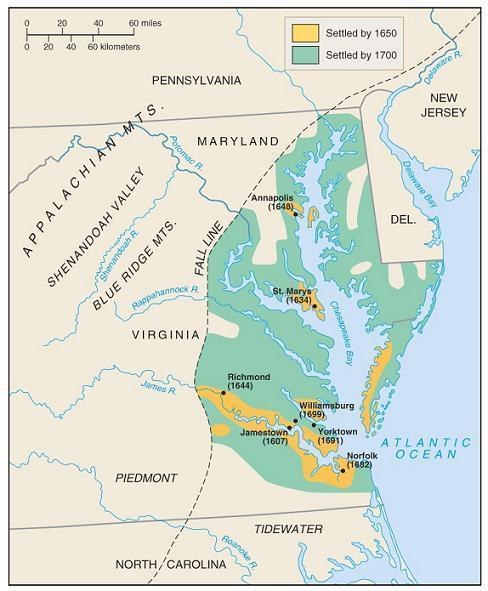 0 20 40 60 miles
0 20 40 60 kilometers
Settled by 1650
Settled by 1700
PENNSYLVANIA
Delaware R.
NEW
JERSEY
MARYLAND
APPALACHIAN MTS.
Potomac R.
Delaware Bay
SHENANDOAH VALLEY
Annapolis
(1648)
DEL.
Shenandoah R.
BLUE RIDGE MTS.
FALL LINE
Rappahannock R.
St. Marys
(1634)
Chesapeake Bay
VIRGINIA
Richmond
(1644)
James R.
Williamsburg
(1699)
Jamestown
(1607)
Yorktown
(1691)
ATLANTIC
OCEAN
Norfolk
(1682)
PIEDMONT
TIDEWATER
Roanoke R.
NORTH CAROLINA